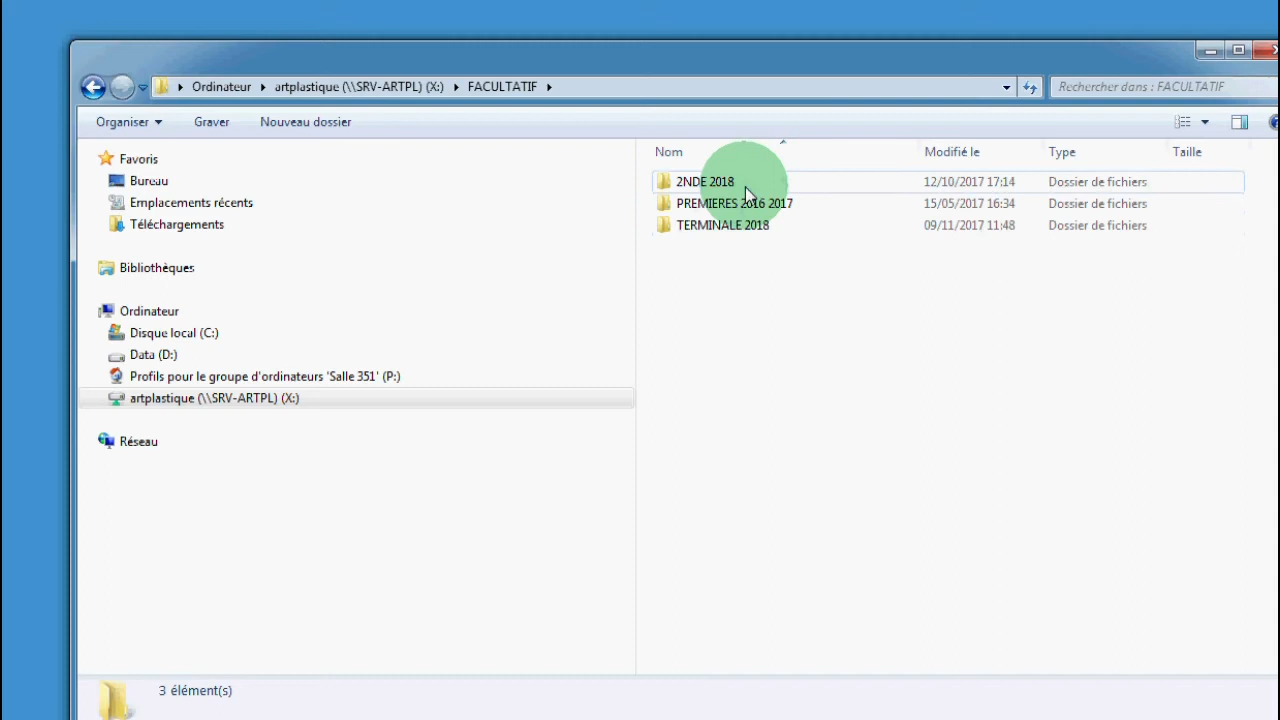 Ordinateur artplastique (\\SRV-ARTPL) (X:) FACULTATIF
Rechercher dans : FACULTATIF
Organiser Graver Nouveau dossier
Favoris
Bureau
Emplacements récents
Téléchargements
Bibliothèques
Ordinateur
Disque local (C:)
Data (D:)
Profils pour le groupe d'ordinateurs 'Salle 351' (P:)
artplastique (\\SRV-ARTPL) (X:)
Réseau
Nom Modifié le Type Taille
2NDE 2018 12/10/2017 17:14 Dossier de fichiers
PREMIERES 2016 2017 15/05/2017 16:34 Dossier de fichiers
TERMINALE 2018 09/11/2017 11:48 Dossier de fichiers
3 élément(s)